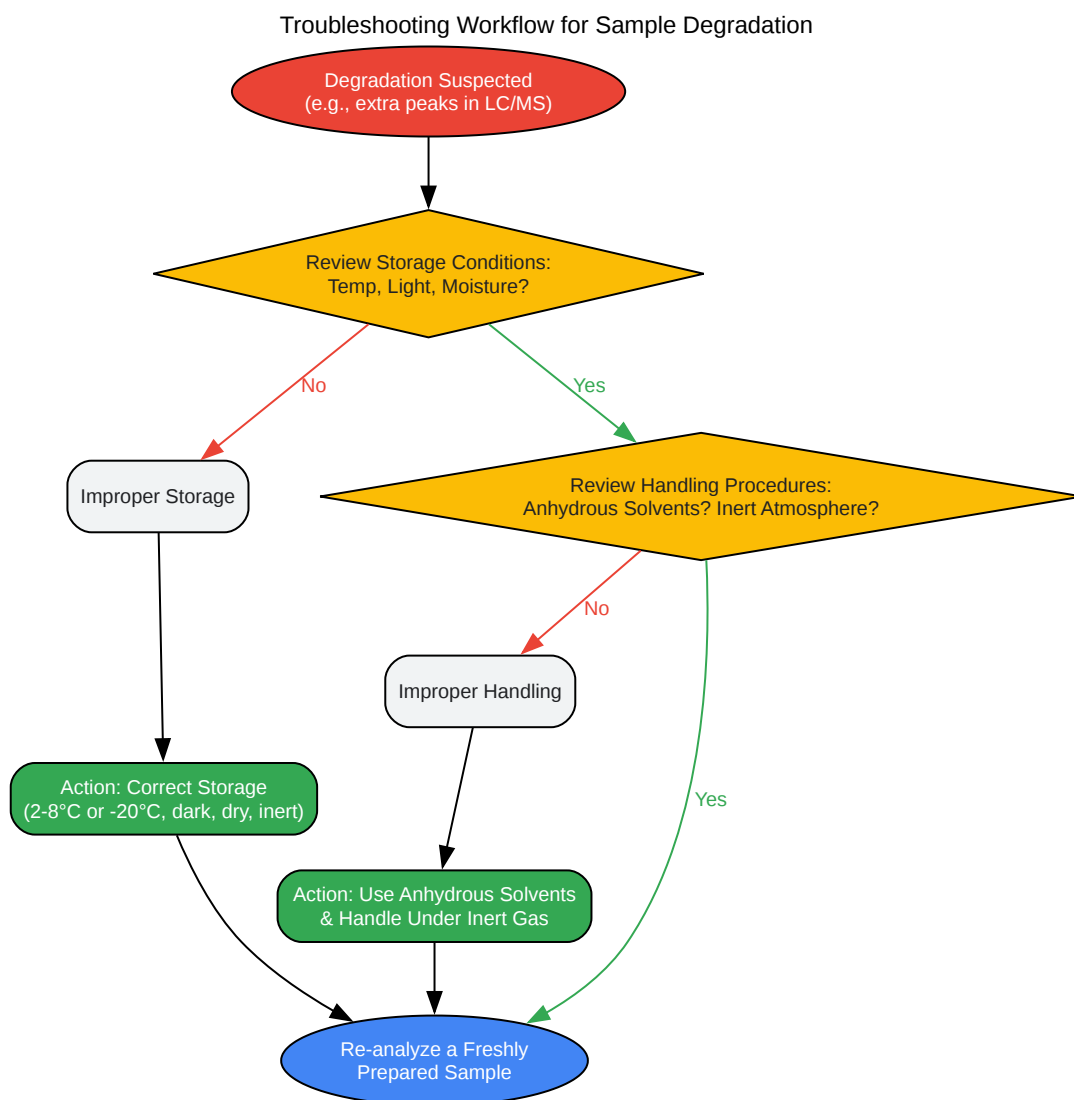 Troubleshooting Workflow for Sample Degradation
Degradation Suspected
(e.g., extra peaks in LC/MS)
Review Storage Conditions:
Temp, Light, Moisture?
No
Yes
Improper Storage
Review Handling Procedures:
Anhydrous Solvents? Inert Atmosphere?
No
Improper Handling
Yes
Action: Correct Storage
(2-8°C or -20°C, dark, dry, inert)
Action: Use Anhydrous Solvents
& Handle Under Inert Gas
Re-analyze a Freshly
Prepared Sample